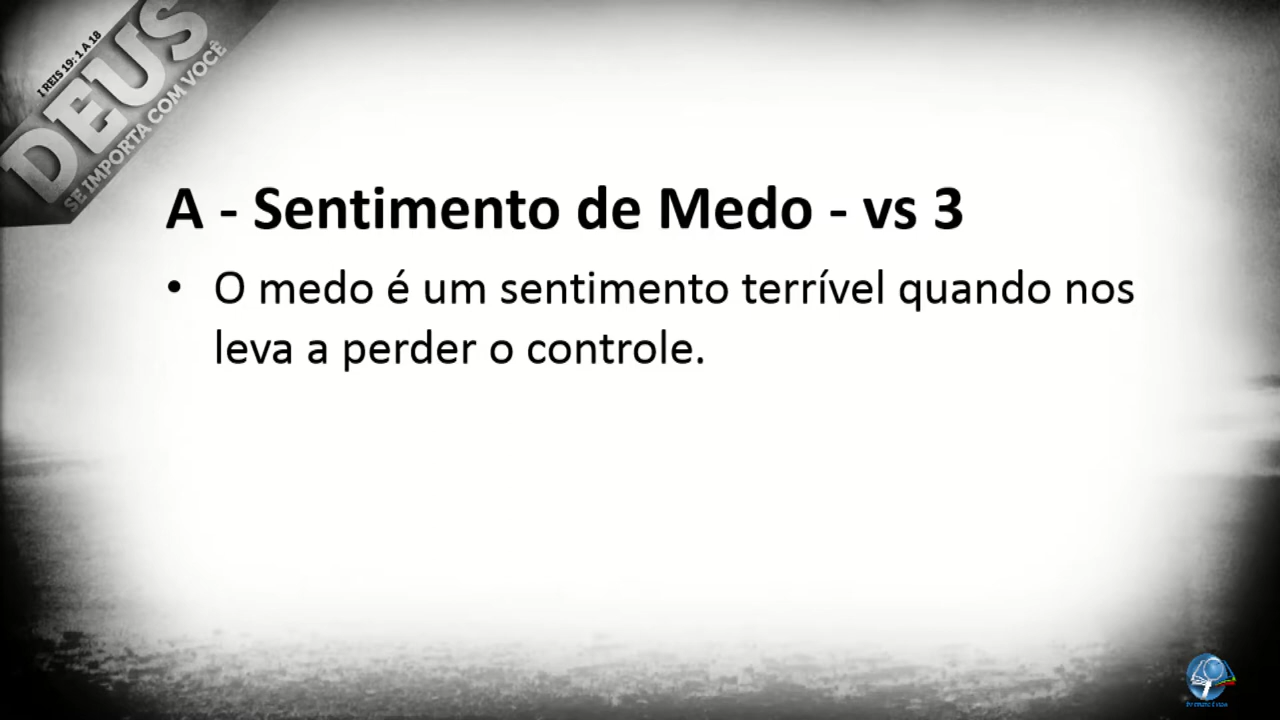 I REIS 19: 1 A 18
DEUS
SE IMPORTA COM VOCÊ
A - Sentimento de Medo - vs 3
• O medo é um sentimento terrível quando nos
leva a perder o controle.